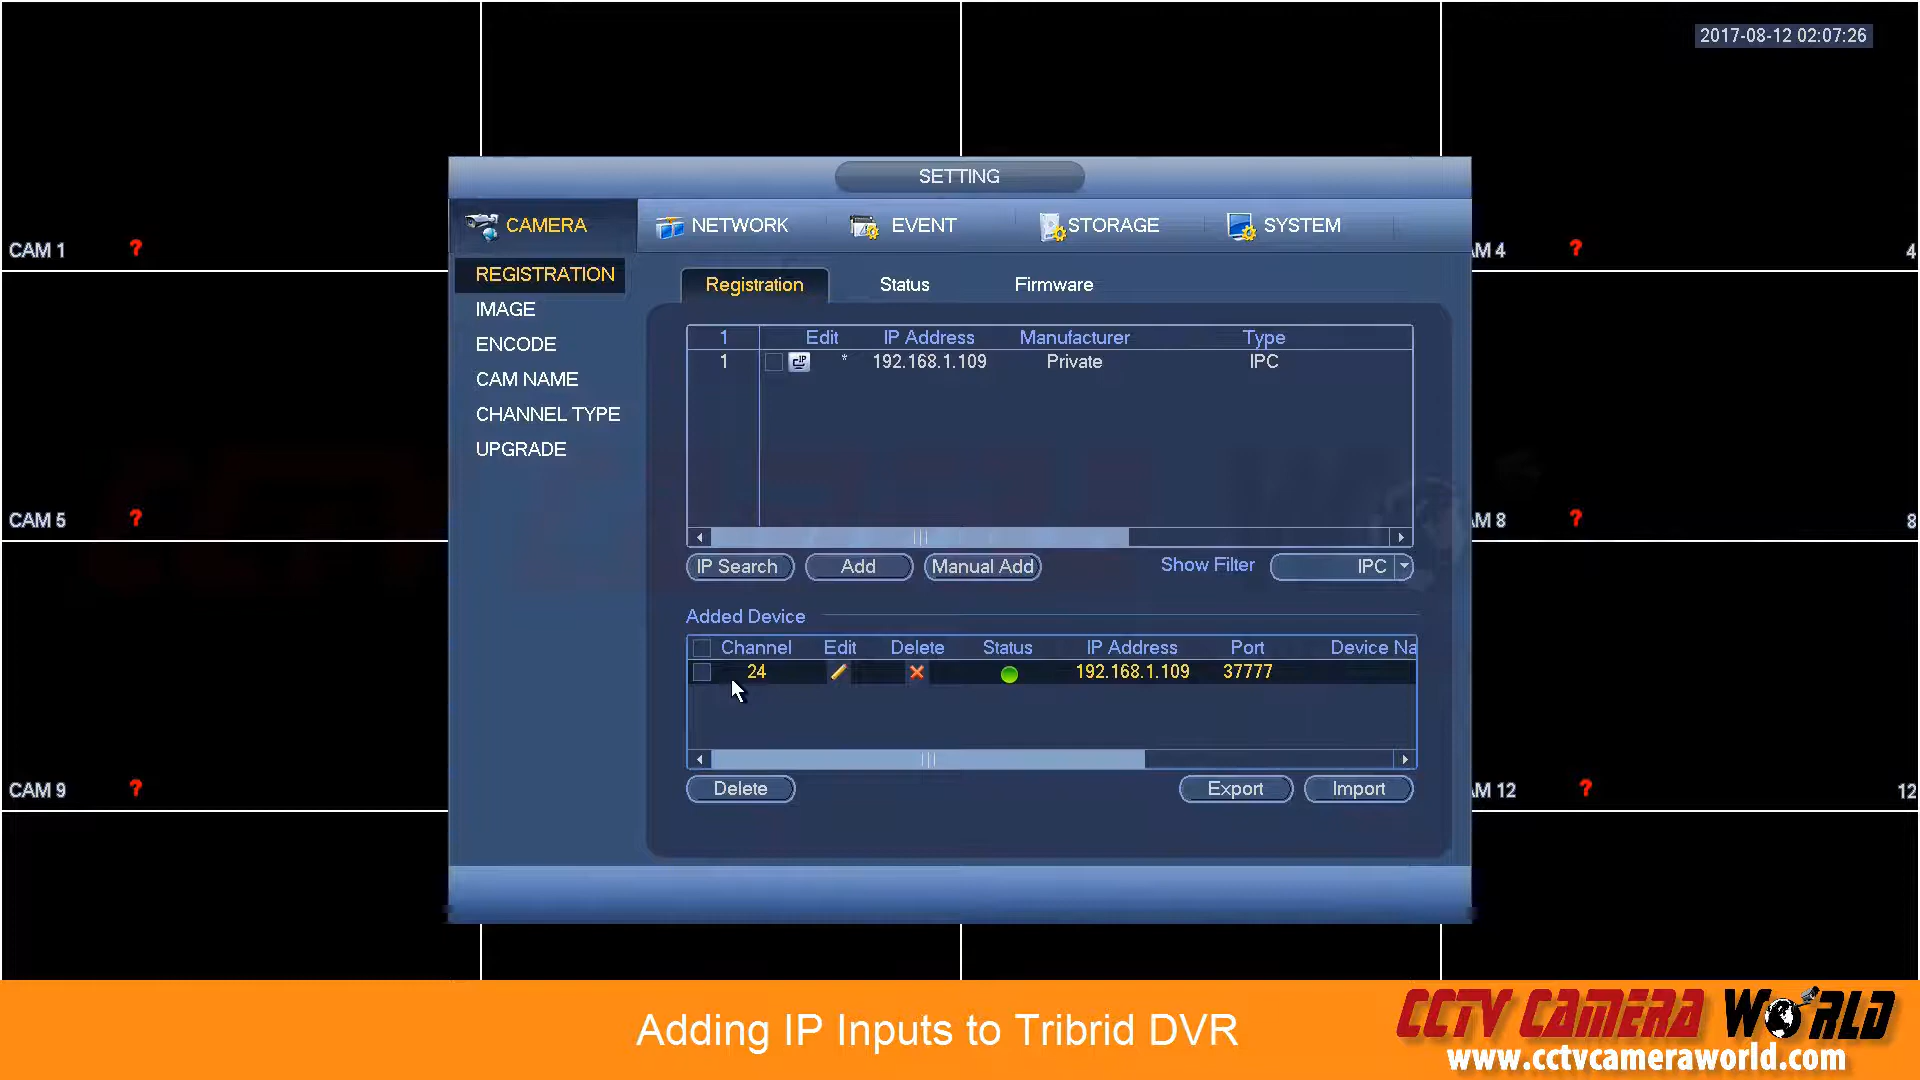 2017-08-12 02:07:26
SETTING
CAMERA NETWORK EVENT STORAGE SYSTEM
CAM 1 ? AM 4 ? 4
REGISTRATION
IMAGE
ENCODE
CAM NAME
CHANNEL TYPE
UPGRADE
Registration Status Firmware
1 Edit IP Address Manufacturer Type
1 IP * 192.168.1.109 Private IPC
CAM 5 ? AM 8 ? 8
IP Search Add Manual Add Show Filter IPC
Added Device
Channel Edit Delete Status IP Address Port Device Na
24 192.168.1.109 37777
Delete Export Import
CAM 9 ? AM 12 ? 12
Adding IP Inputs to Tribrid DVR
CCTV CAMERA WORLD
www.cctvcameraworld.com